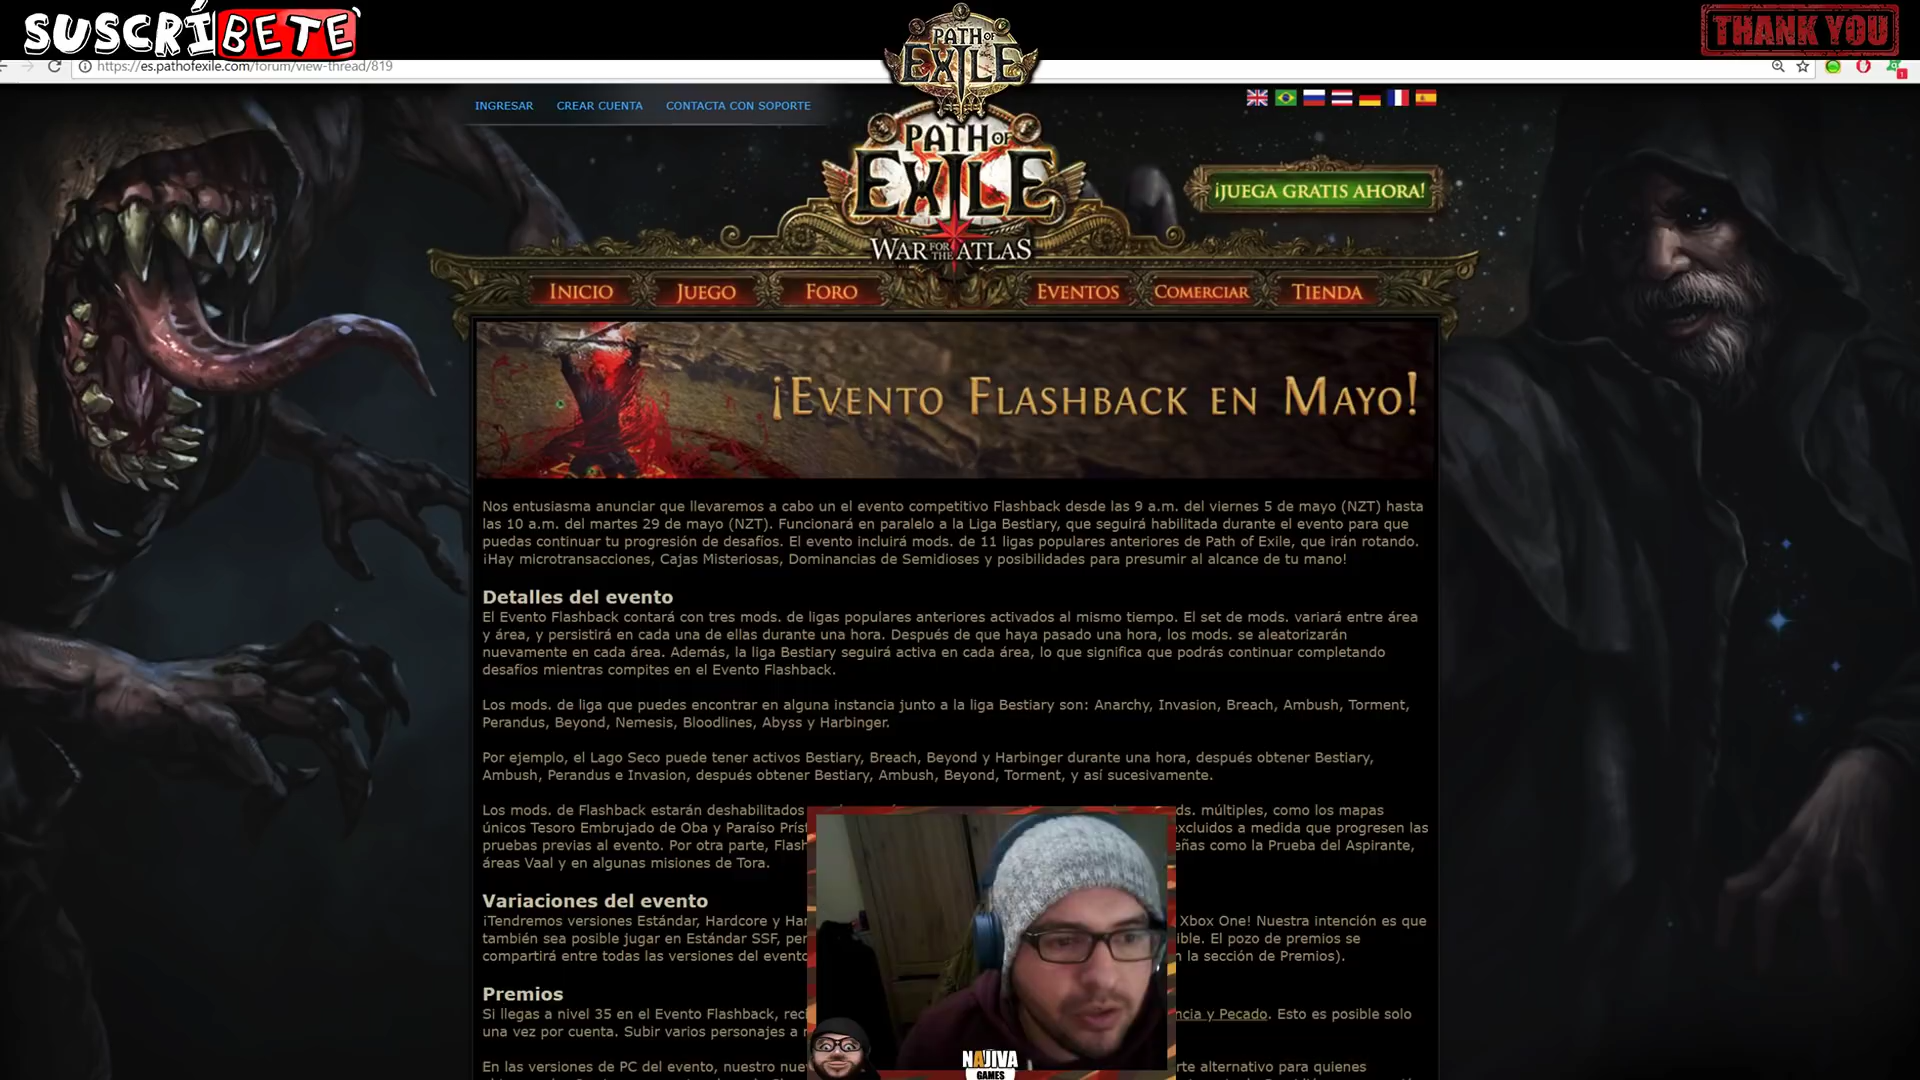 SUSCRÍBETE
THANK YOU
https://es.pathofexile.com/forum/view-thread/819
PATH OF EXILE
INGRESAR CREAR CUENTA CONTACTA CON SOPORTE
PATH OF EXILE
WAR FOR THE ATLAS
¡JUEGA GRATIS AHORA!
INICIO JUEGO FORO EVENTOS COMERCIAR TIENDA
¡EVENTO FLASHBACK EN MAYO!
Nos entusiasma anunciar que llevaremos a cabo un el evento competitivo Flashback desde las 9 a.m. del viernes 5 de mayo (NZT) hasta
las 10 a.m. del martes 29 de mayo (NZT). Funcionará en paralelo a la Liga Bestiary, que seguirá habilitada durante el evento para que
puedas continuar tu progresión de desafíos. El evento incluirá mods. de 11 ligas populares anteriores de Path of Exile, que irán rotando.
¡Hay microtransacciones, Cajas Misteriosas, Dominancias de Semidioses y posibilidades para presumir al alcance de tu mano!
Detalles del evento
El Evento Flashback contará con tres mods. de ligas populares anteriores activados al mismo tiempo. El set de mods. variará entre área
y área, y persistirá en cada una de ellas durante una hora. Después de que haya pasado una hora, los mods. se aleatorizarán
nuevamente en cada área. Además, la liga Bestiary seguirá activa en cada área, lo que significa que podrás continuar completando
desafíos mientras compites en el Evento Flashback.
Los mods. de liga que puedes encontrar en alguna instancia junto a la liga Bestiary son: Anarchy, Invasion, Breach, Ambush, Torment,
Perandus, Beyond, Nemesis, Bloodlines, Abyss y Harbinger.
Por ejemplo, el Lago Seco puede tener activos Bestiary, Breach, Beyond y Harbinger durante una hora, después obtener Bestiary,
Ambush, Perandus e Invasion, después obtener Bestiary, Ambush, Beyond, Torment, y así sucesivamente.
Los mods. de Flashback estarán deshabilitados ds. múltiples, como los mapas
únicos Tesoro Embrujado de Oba y Paraíso Príst xcluidos a medida que progresen las
pruebas previas al evento. Por otra parte, Flash eñas como la Prueba del Aspirante,
áreas Vaal y en algunas misiones de Tora.
Variaciones del evento
¡Tendremos versiones Estándar, Hardcore y Har Xbox One! Nuestra intención es que
también sea posible jugar en Estándar SSF, per ible. El pozo de premios se
compartirá entre todas las versiones del evento n la sección de Premios).
Premios
Si llegas a nivel 35 en el Evento Flashback, reci ncia y Pecado. Esto es posible solo
una vez por cuenta. Subir varios personajes a n
En las versiones de PC del evento, nuestro nue rte alternativo para quienes
NAJIVA
GAMES